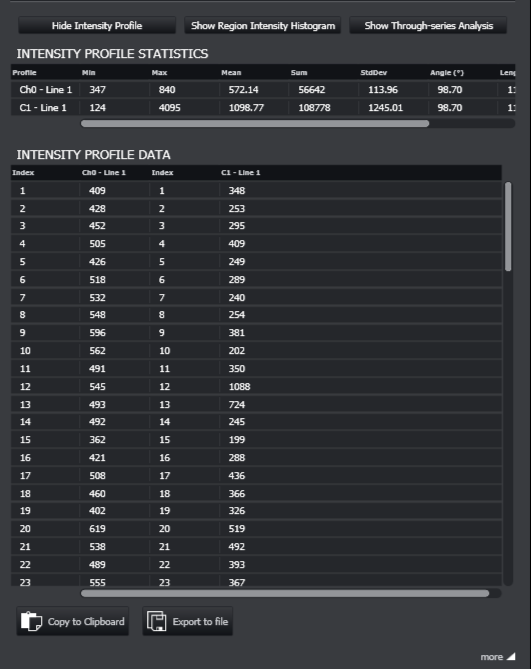 Hide Intensity Profile Show Region Intensity Histogram Show Through-series Analysis
INTENSITY PROFILE STATISTICS
Profile Min Max Mean Sum StdDev Angle (°)
Ch0 - Line 1 347 840 572.14 56642 113.96 98.70
C1 - Line 1 124 4095 1098.77 108778 1245.01 98.70
INTENSITY PROFILE DATA
Index Ch0 - Line 1 Index C1 - Line 1
1 409 1 348
2 428 2 253
3 452 3 295
4 505 4 409
5 426 5 249
6 518 6 289
7 532 7 240
8 548 8 254
9 596 9 381
10 562 10 202
11 491 11 350
12 545 12 1088
13 493 13 724
14 492 14 245
15 362 15 199
16 421 16 288
17 508 17 436
18 460 18 366
19 402 19 326
20 619 20 519
21 538 21 492
22 489 22 393
23 555 23 367
Copy to Clipboard Export to file
more